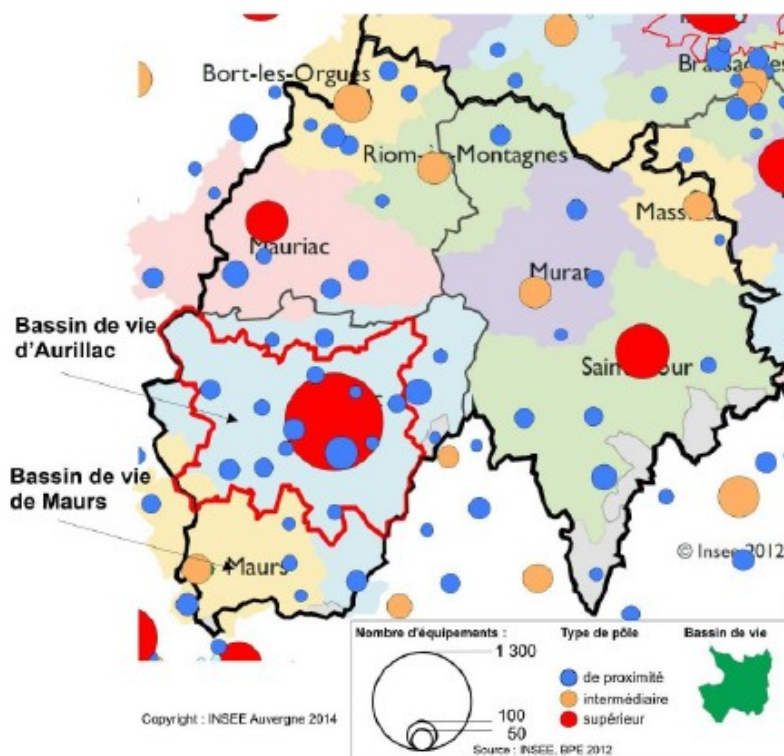 Bort-les-Orgues
Riom-ès-Montagnes
Mauriac
Murat
Bassin de vie
d'Aurillac
Bassin de vie
de Maurs
Maurs
© Insee 2012
Nombre d'équipements :
1 300
100
50
Type de pôle
de proximité
intermédiaire
supérieur
Bassin de vie
Copyright : INSEE Auvergne 2014
Source : INSEE, BPE 2012